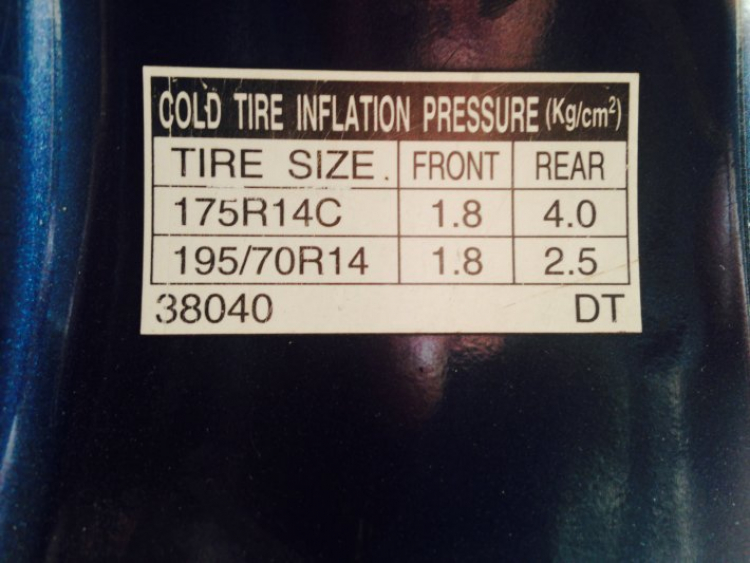 COLD TIRE INFLATION PRESSURE (Kg/cm²)
TIRE SIZE. FRONT REAR
175R14C 1.8 4.0
195/70R14 1.8 2.5
38040 DT